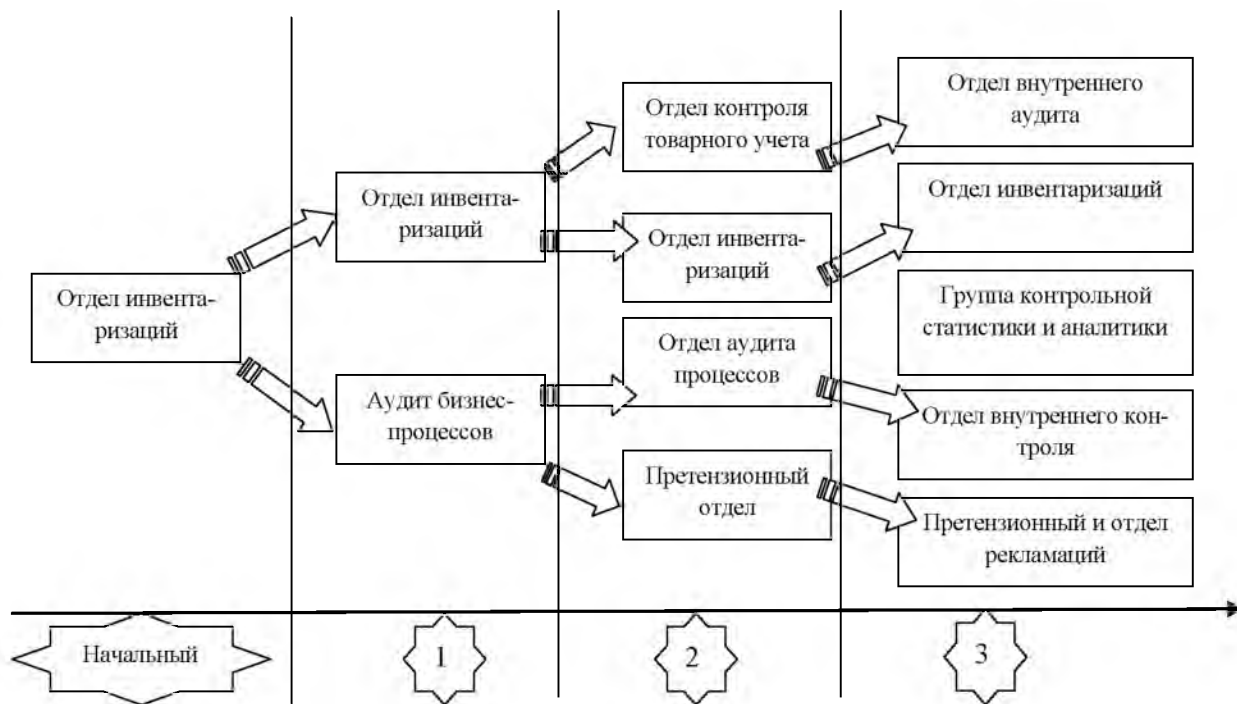 Отдел инвента-
ризаций
Отдел инвента-
ризаций
Аудит бизнес-
процессов
Отдел контроля
товарного учета
Отдел инвента-
ризаций
Отдел аудита
процессов
Претензионный
отдел
Отдел внутреннего
аудита
Отдел инвентаризаций
Группа контрольной
статистики и аналитики
Отдел внутреннего кон-
троля
Претензионный и отдел
рекламаций
Начальный
1
2
3